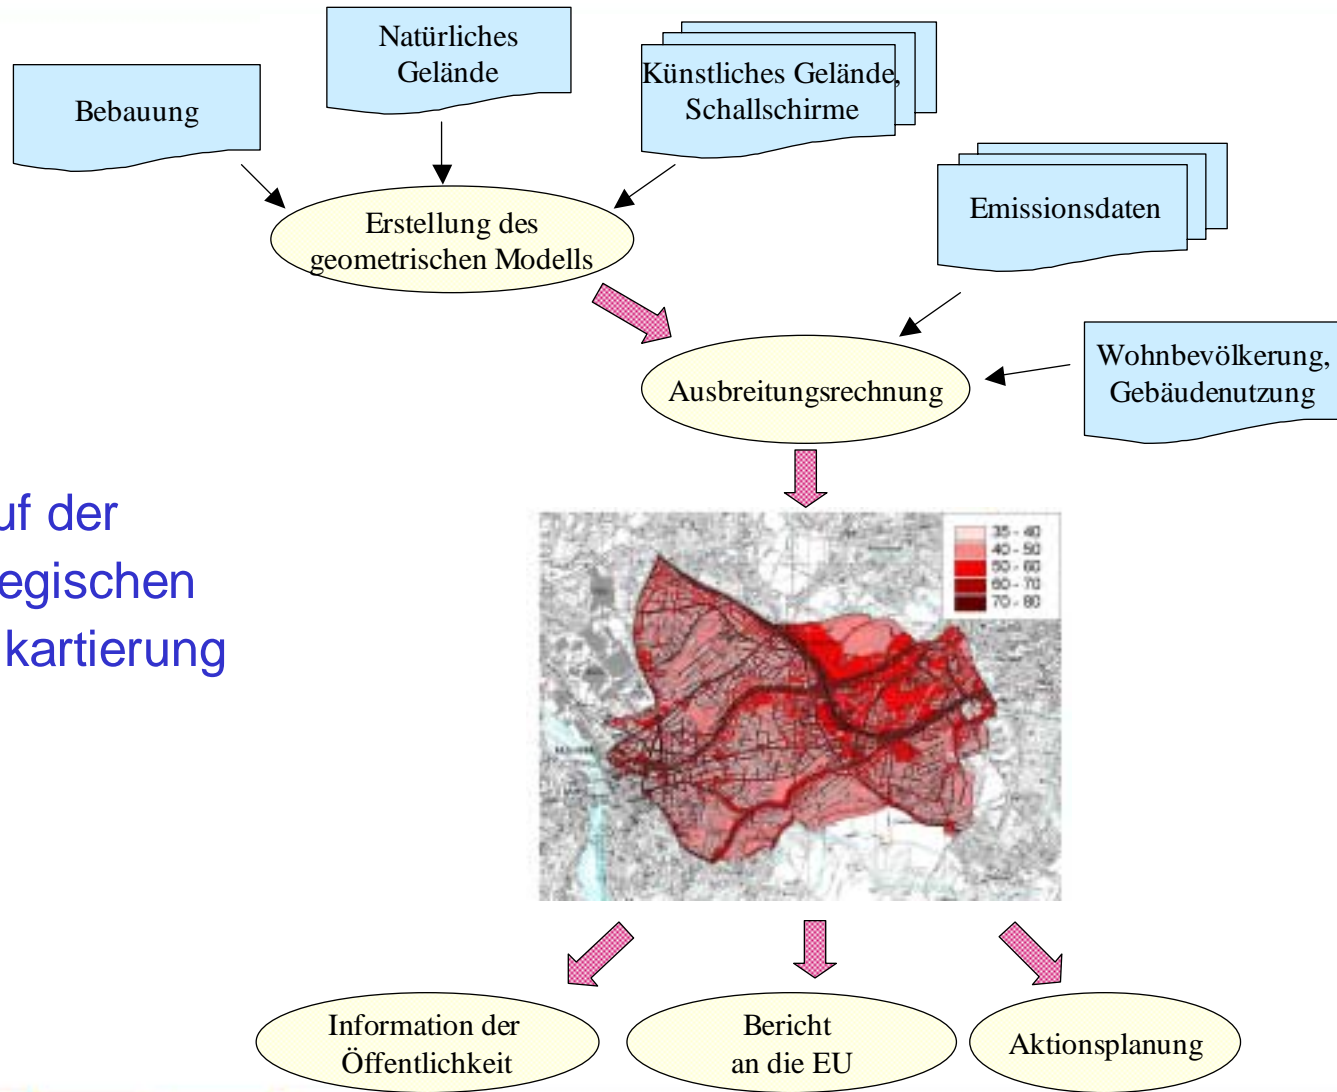 Natürliches
Gelände
Künstliches Gelände,
Schallschirme
Bebauung
Emissionsdaten
Erstellung des
geometrischen Modells
Wohnbevölkerung,
Gebäudenutzung
Ausbreitungsrechnung
uf der
egischen
kartierung
35 - 40
40 - 50
50 - 60
60 - 70
70 - 80
Information der
Öffentlichkeit
Bericht
an die EU
Aktionsplanung